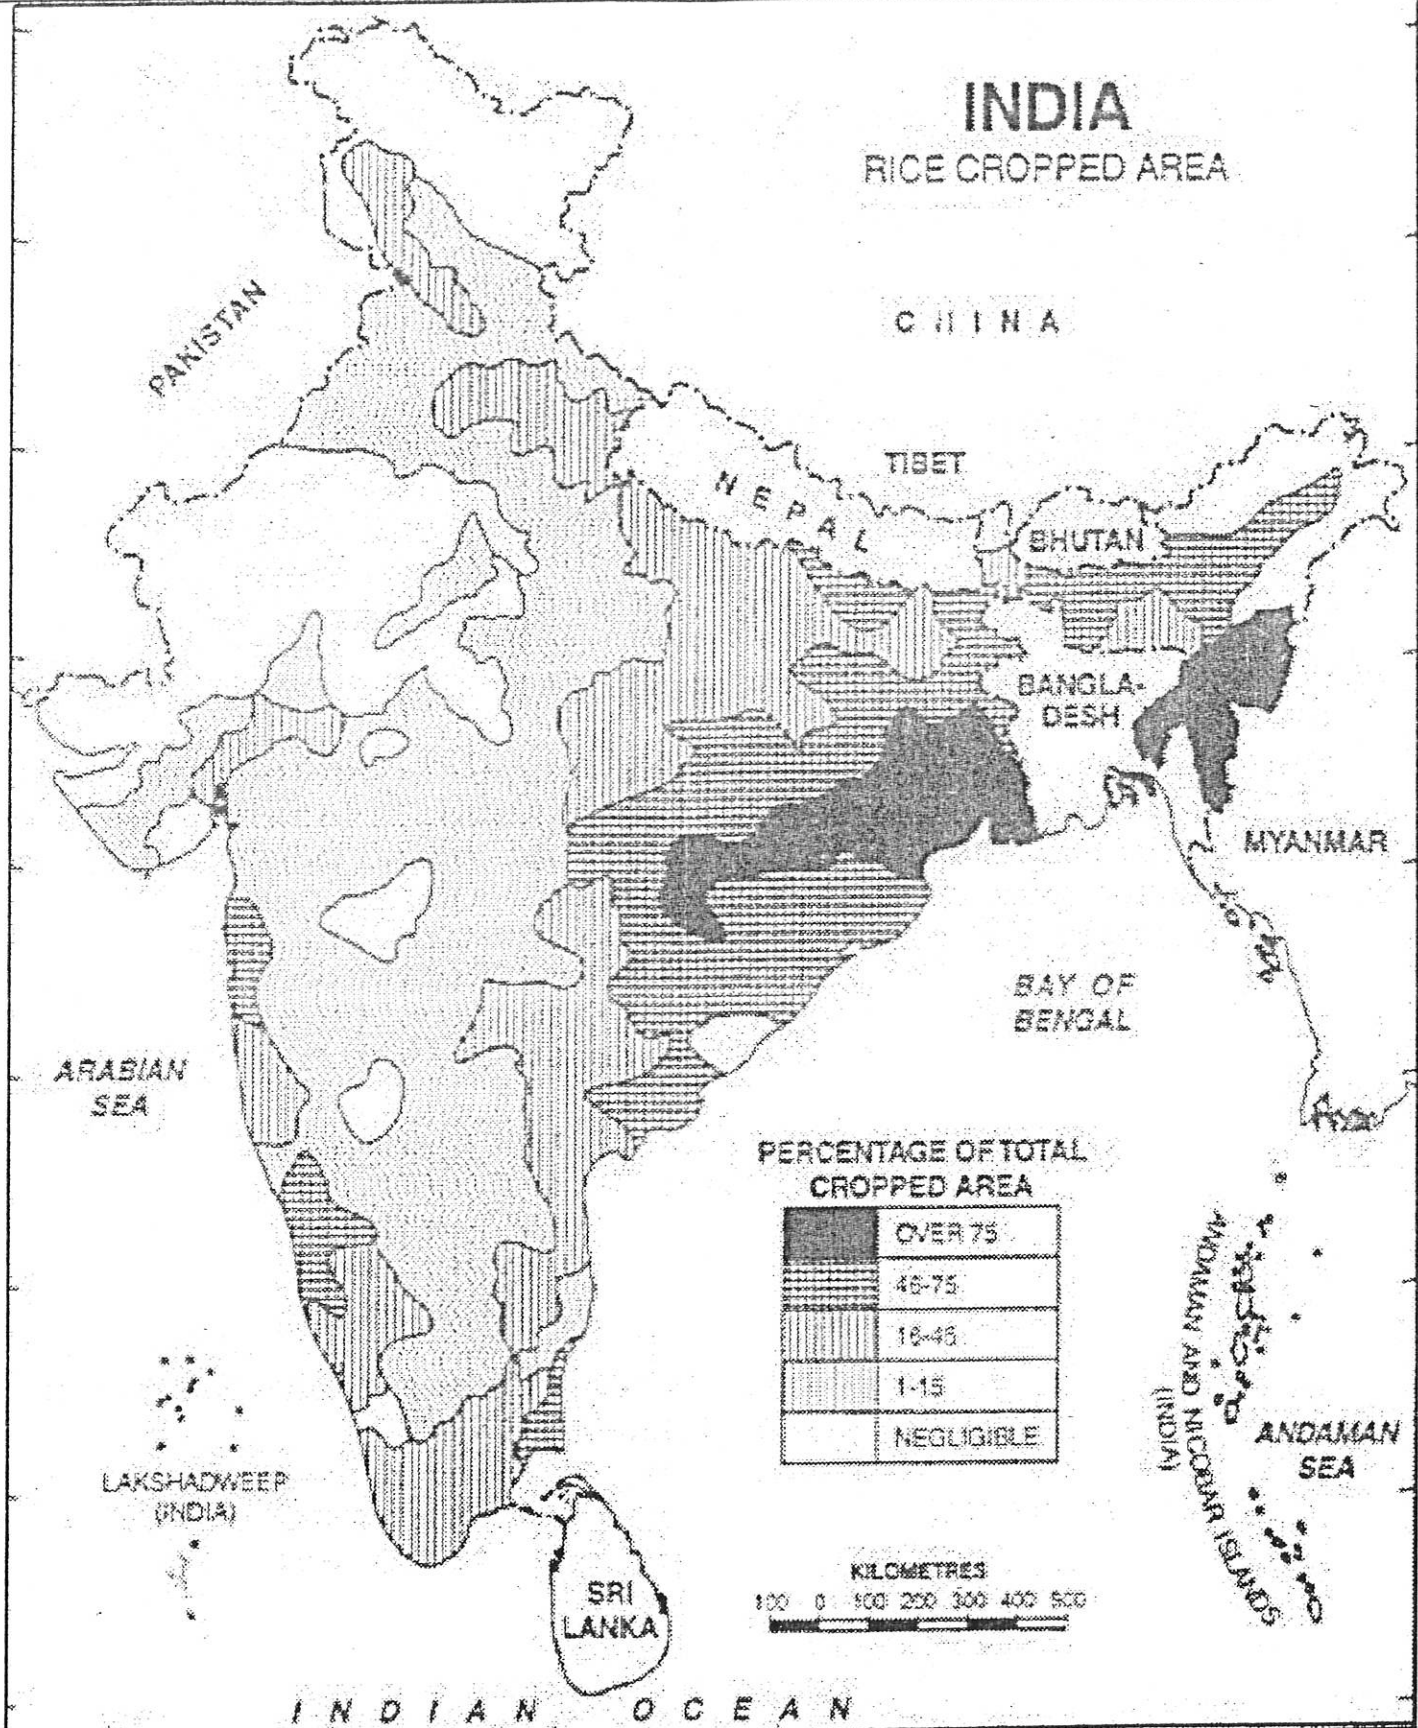 INDIA
RICE CROPPED AREA
PAKISTAN
CHINA
TIBET
NEPAL
BHUTAN
BANGLA-
DESH
MYANMAR
BAY OF
BENGAL
ARABIAN
SEA
PERCENTAGE OF TOTAL
CROPPED AREA
OVER 75
46-75
16-45
1-15
NEGLIGIBLE
ANDAMAN AND NICOBAR ISLANDS
(INDIA)
ANDAMAN
SEA
LAKSHADWEEP
(INDIA)
SRI
LANKA
KILOMETRES
100 0 100 200 300 400 500
INDIAN OCEAN